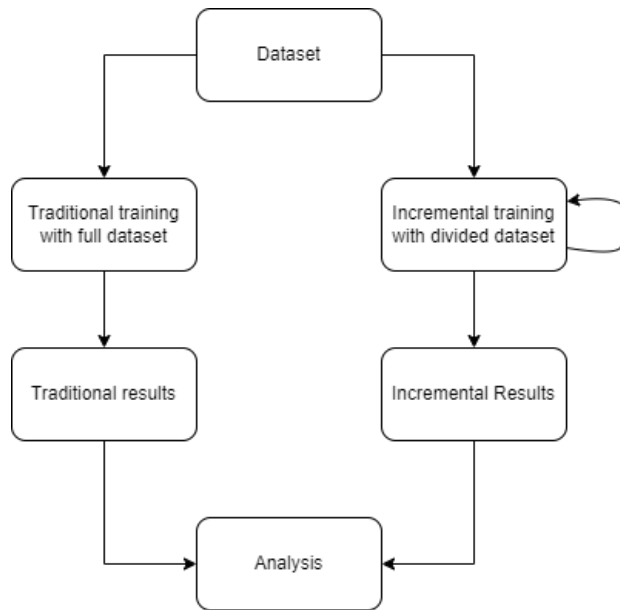 Dataset
Traditional training
with full dataset
Incremental training
with divided dataset
Traditional results
Incremental Results
Analysis